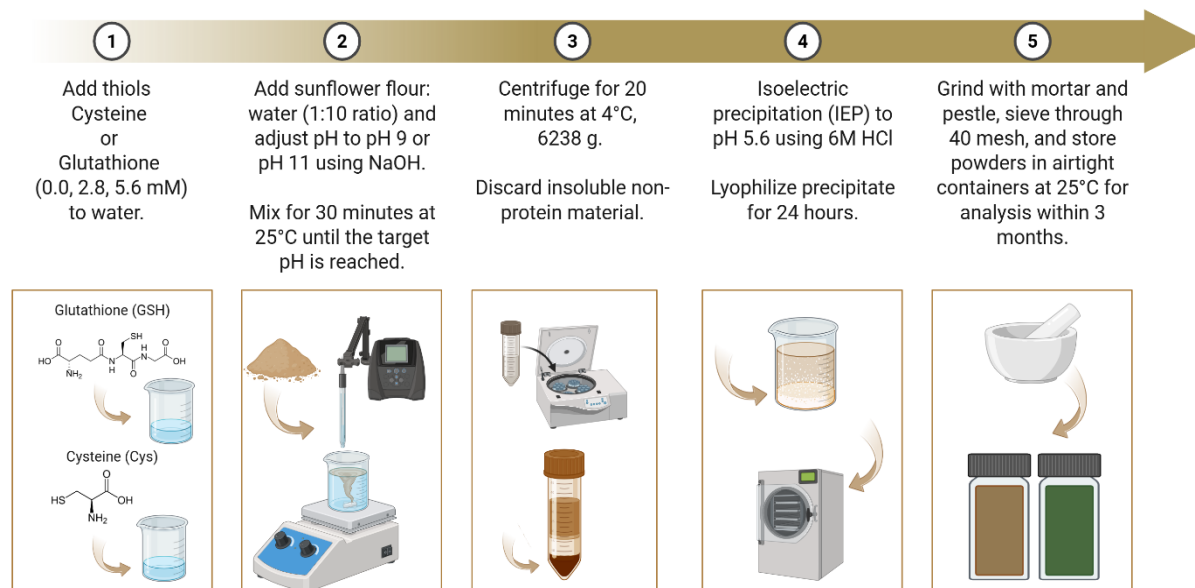 1
2
3
4
5
Add thiols
Cysteine
or
Glutathione
(0.0, 2.8, 5.6 mM)
to water.
Add sunflower flour:
water (1:10 ratio) and
adjust pH to pH 9 or
pH 11 using NaOH.
Mix for 30 minutes at
25°C until the target
pH is reached.
Centrifuge for 20
minutes at 4°C,
6238 g.
Discard insoluble non-
protein material.
Isoelectric
precipitation (IEP) to
pH 5.6 using 6M HCl
Lyophilize precipitate
for 24 hours.
Grind with mortar and
pestle, sieve through
40 mesh, and store
powders in airtight
containers at 25°C for
analysis within 3
months.
Glutathione (GSH)
SH
O
O
H
N
HO
N
H
OH
NH₂
O
O
Cysteine (Cys)
O
HS
OH
NH₂